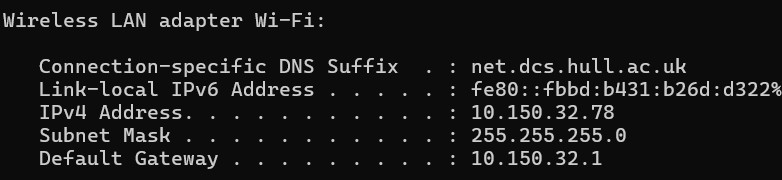 Wireless LAN adapter Wi-Fi:
Connection-specific DNS Suffix  . : net.dcs.hull.ac.uk
Link-local IPv6 Address . . . . . : fe80::fbbd:b431:b26d:d322%
IPv4 Address. . . . . . . . . . . : 10.150.32.78
Subnet Mask . . . . . . . . . . . : 255.255.255.0
Default Gateway . . . . . . . . . : 10.150.32.1